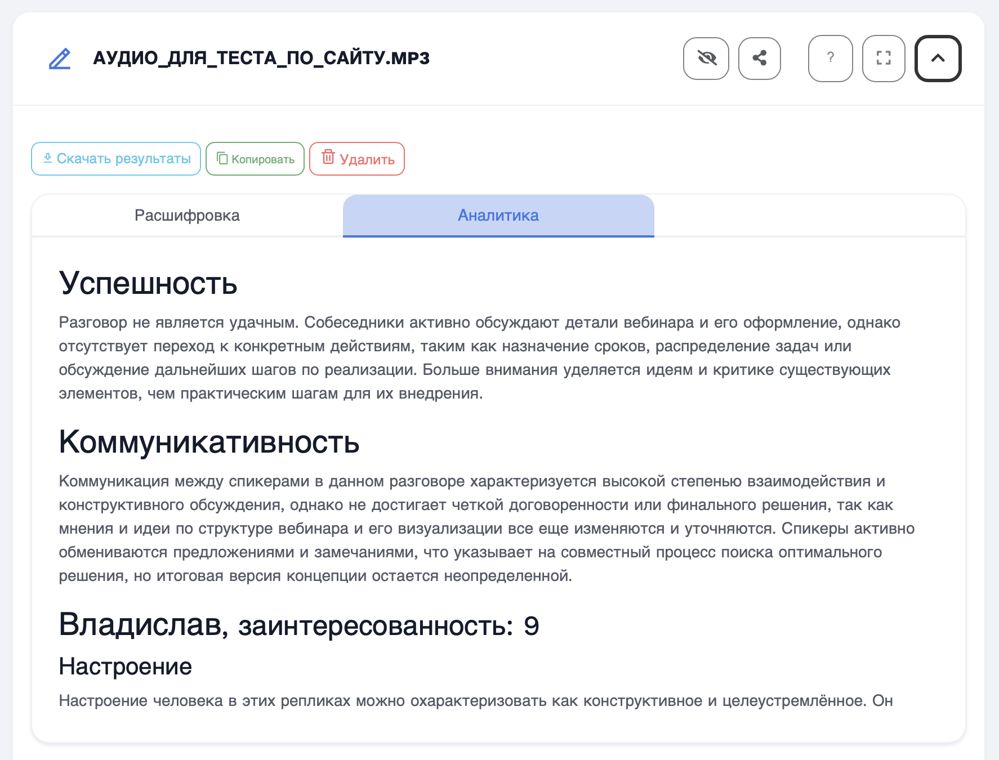 АУДИО_ДЛЯ_ТЕСТА_ПО_САЙТУ.MP3
?
Скачать результаты
Копировать
Удалить
Расшифровка
Аналитика
Успешность
Разговор не является удачным. Собеседники активно обсуждают детали вебинара и его оформление, однако
отсутствует переход к конкретным действиям, таким как назначение сроков, распределение задач или
обсуждение дальнейших шагов по реализации. Больше внимания уделяется идеям и критике существующих
элементов, чем практическим шагам для их внедрения.
Коммуникативность
Коммуникация между спикерами в данном разговоре характеризуется высокой степенью взаимодействия и
конструктивного обсуждения, однако не достигает четкой договоренности или финального решения, так как
мнения и идеи по структуре вебинара и его визуализации все еще изменяются и уточняются. Спикеры активно
обмениваются предложениями и замечаниями, что указывает на совместный процесс поиска оптимального
решения, но итоговая версия концепции остается неопределенной.
Владислав, заинтересованность: 9
Настроение
Настроение человека в этих репликах можно охарактеризовать как конструктивное и целеустремлённое. Он